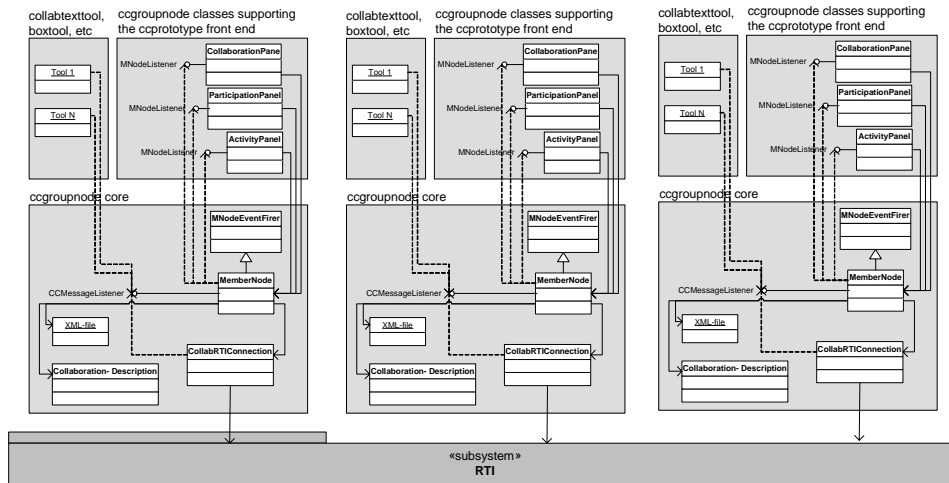 collabtexttool,
boxtool, etc
ccgroupnode classes supporting
the ccprototype front end
CollaborationPane
Tool 1
MNodeListener
ParticipationPanel
MNodeListener
Tool N
ActivityPanel
MNodeListener
ccgroupnode core
MNodeEventFirer
MemberNode
CCMessageListener
XML-file
CollabRTIConnection
Collaboration- Description
collabtexttool,
boxtool, etc
ccgroupnode classes supporting
the ccprototype front end
CollaborationPane
Tool 1
MNodeListener
ParticipationPanel
MNodeListener
Tool N
ActivityPanel
MNodeListener
ccgroupnode core
MNodeEventFirer
MemberNode
CCMessageListener
XML-file
CollabRTIConnection
Collaboration- Description
collabtexttool,
boxtool, etc
ccgroupnode classes supporting
the ccprototype front end
CollaborationPane
Tool 1
MNodeListener
ParticipationPanel
MNodeListener
Tool N
ActivityPanel
MNodeListener
ccgroupnode core
MNodeEventFirer
MemberNode
CCMessageListener
XML-file
CollabRTIConnection
Collaboration- Description
«subsystem»
RTI